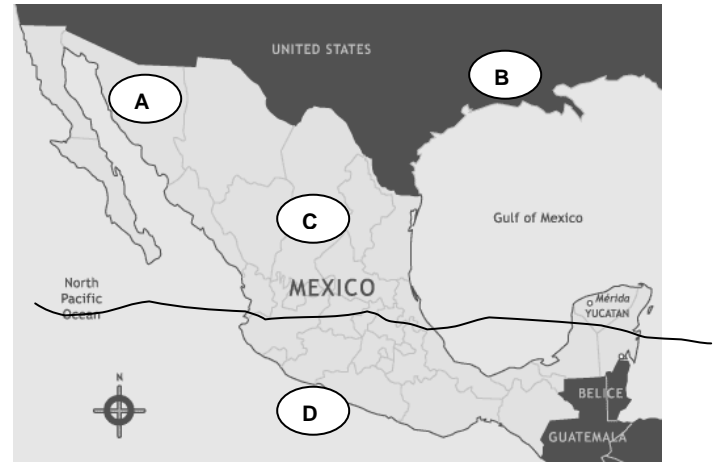 UNITED STATES
B
A
C
Gulf of Mexico
North
Pacific
Ocean
MEXICO
Mérida
YUCATAN
N
BELICE
D
GUATEMALA